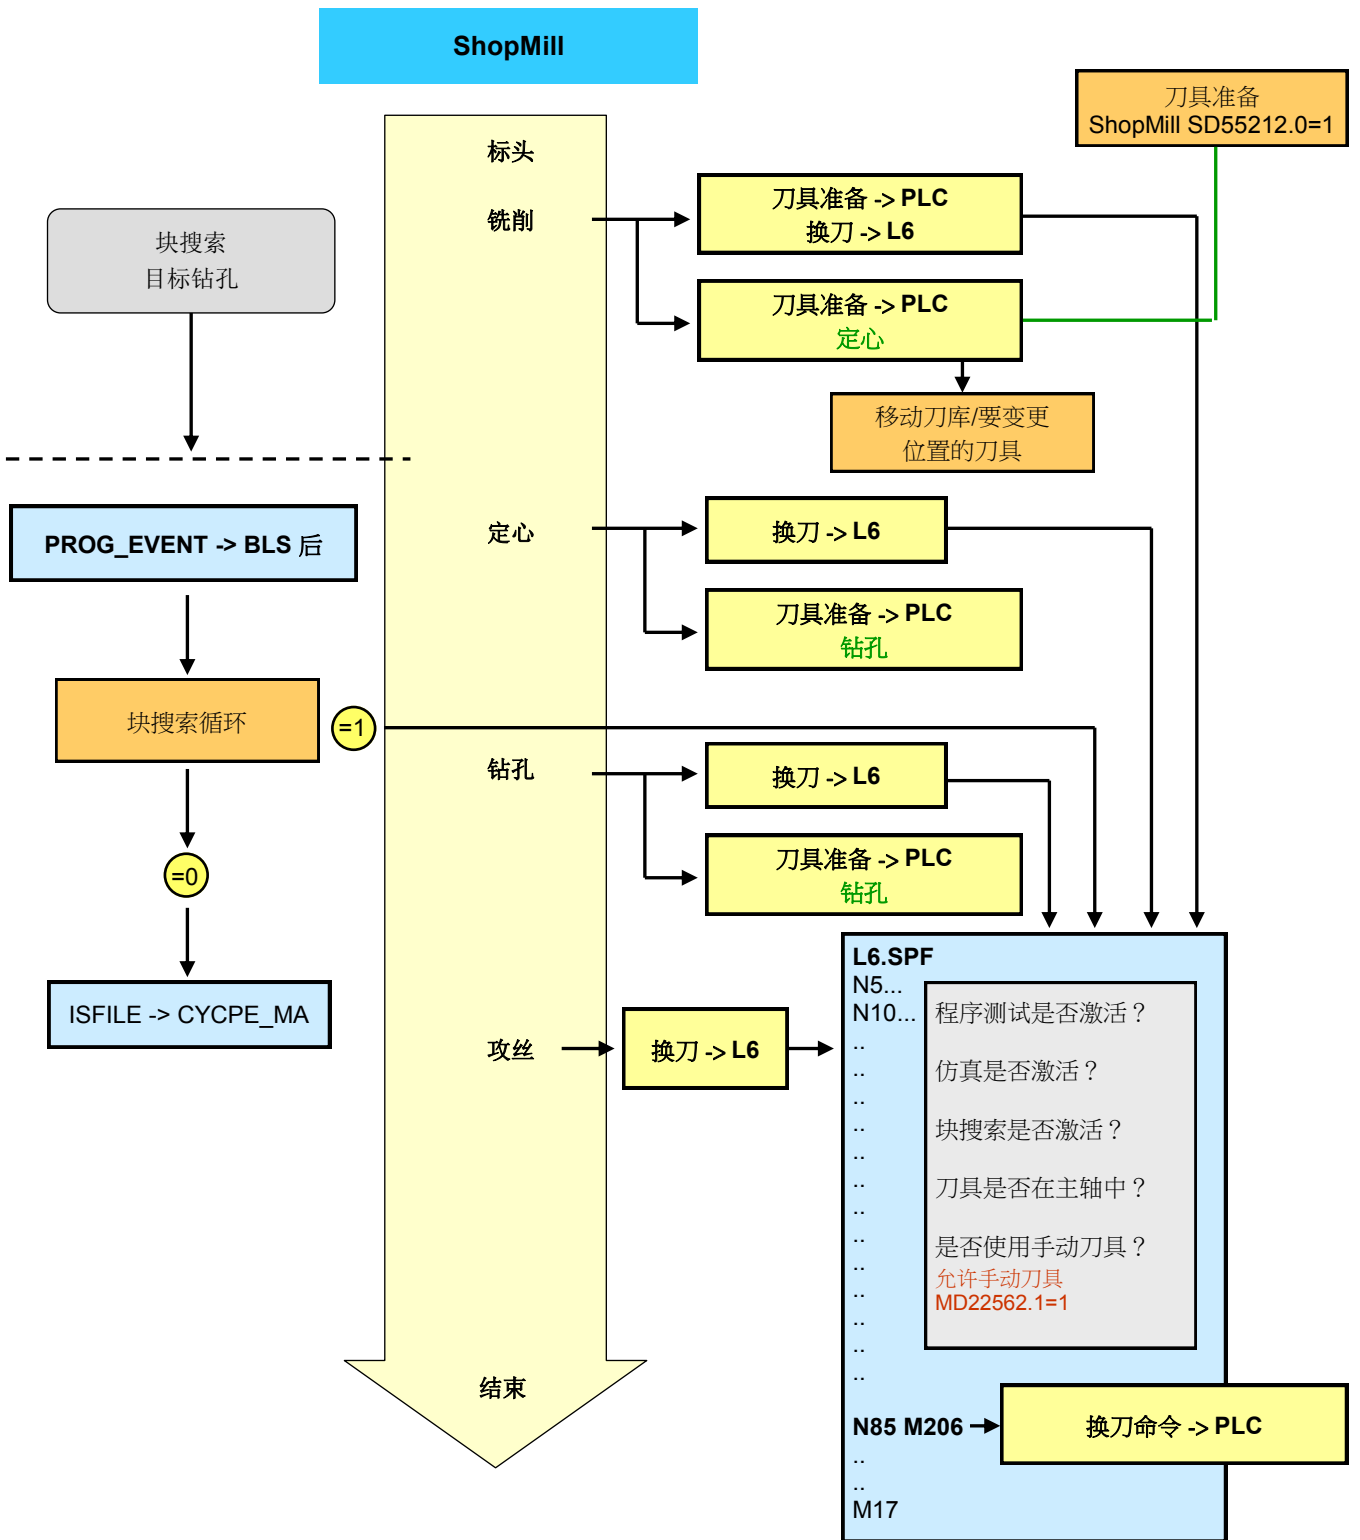 ShopMill
刀具准备
ShopMill SD55212.0=1
标头
铣削
刀具准备 -> PLC
换刀 -> L6
块搜索
目标钻孔
刀具准备 -> PLC
定心
移动刀库/要变更
位置的刀具
PROG_EVENT -> BLS 后
定心
换刀 -> L6
刀具准备 -> PLC
钻孔
块搜索循环
=1
钻孔
换刀 -> L6
刀具准备 -> PLC
钻孔
=0
ISFILE -> CYCPE_MA
攻丝
换刀 -> L6
L6.SPF
N5...
N10...
程序测试是否激活？
..
..
仿真是否激活？
..
..
块搜索是否激活？
..
..
刀具是否在主轴中？
..
..
是否使用手动刀具？
..
允许手动刀具
..
MD22562.1=1
..
..
..
结束
N85 M206
换刀命令 -> PLC
..
..
M17